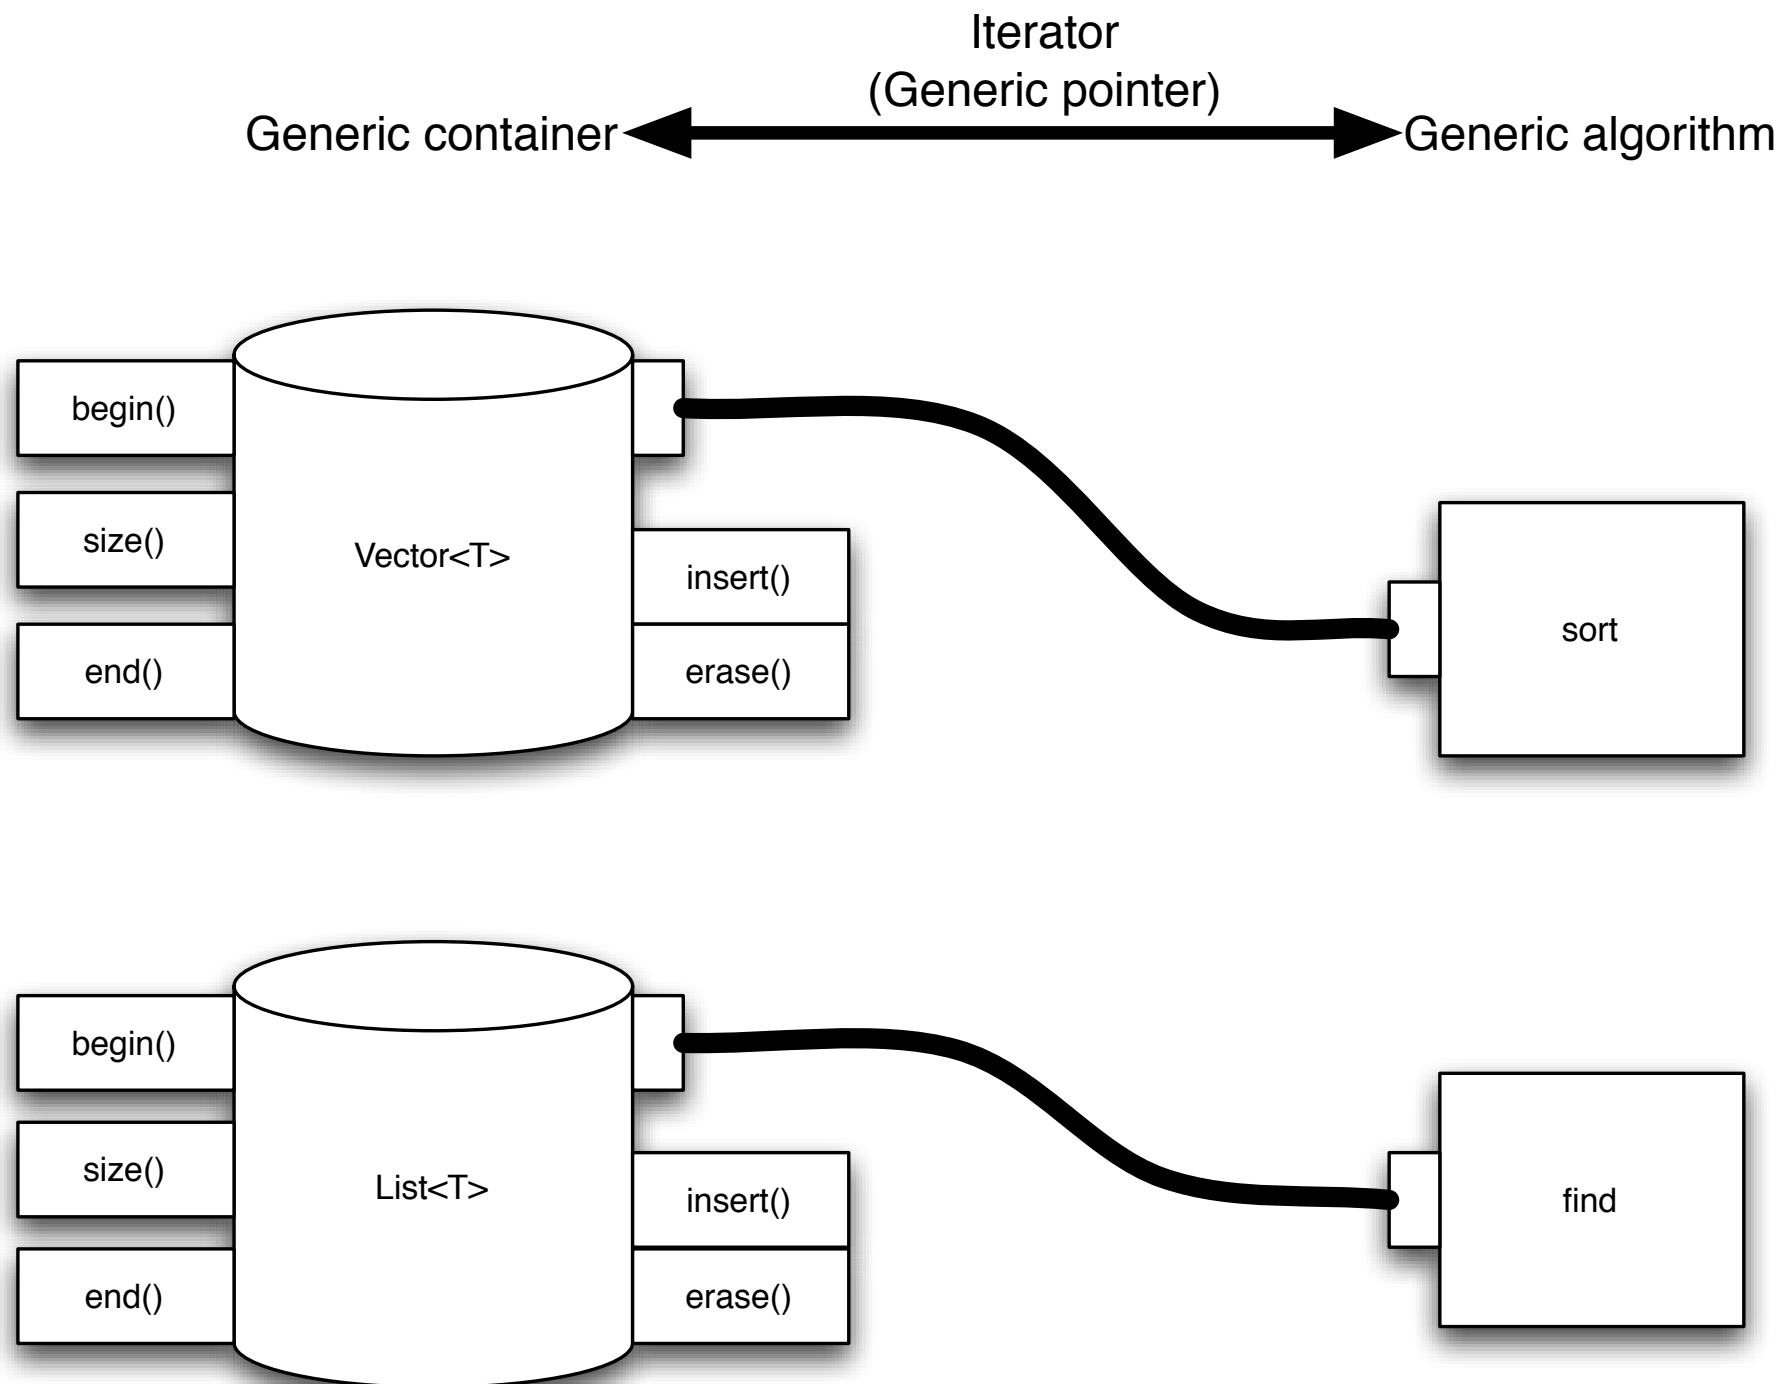 Iterator
(Generic pointer)
Generic container
Generic algorithm
begin()
size()
Vector<T>
insert()
end()
erase()
sort
begin()
size()
List<T>
insert()
end()
erase()
find